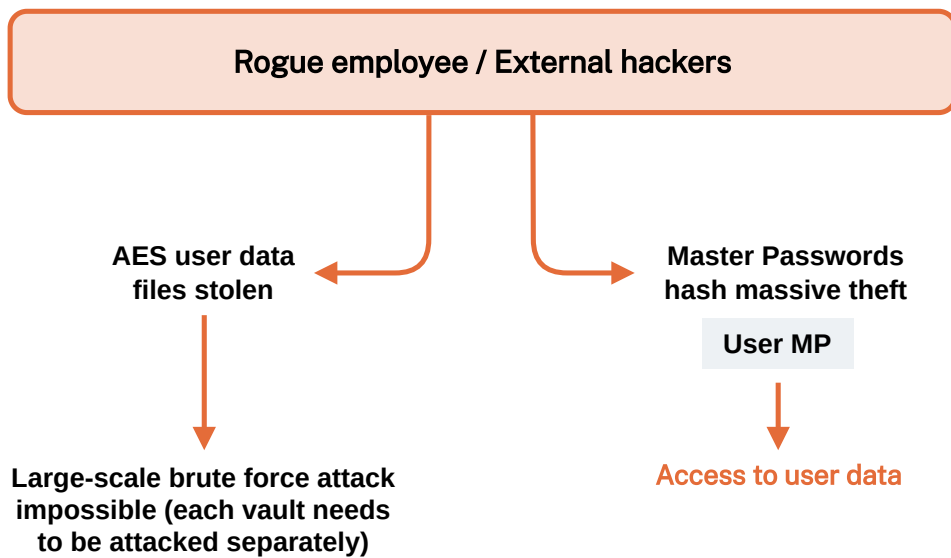 Rogue employee / External hackers
AES user data
files stolen
Master Passwords
hash massive theft
User MP
Large-scale brute force attack
impossible (each vault needs
to be attacked separately)
Access to user data